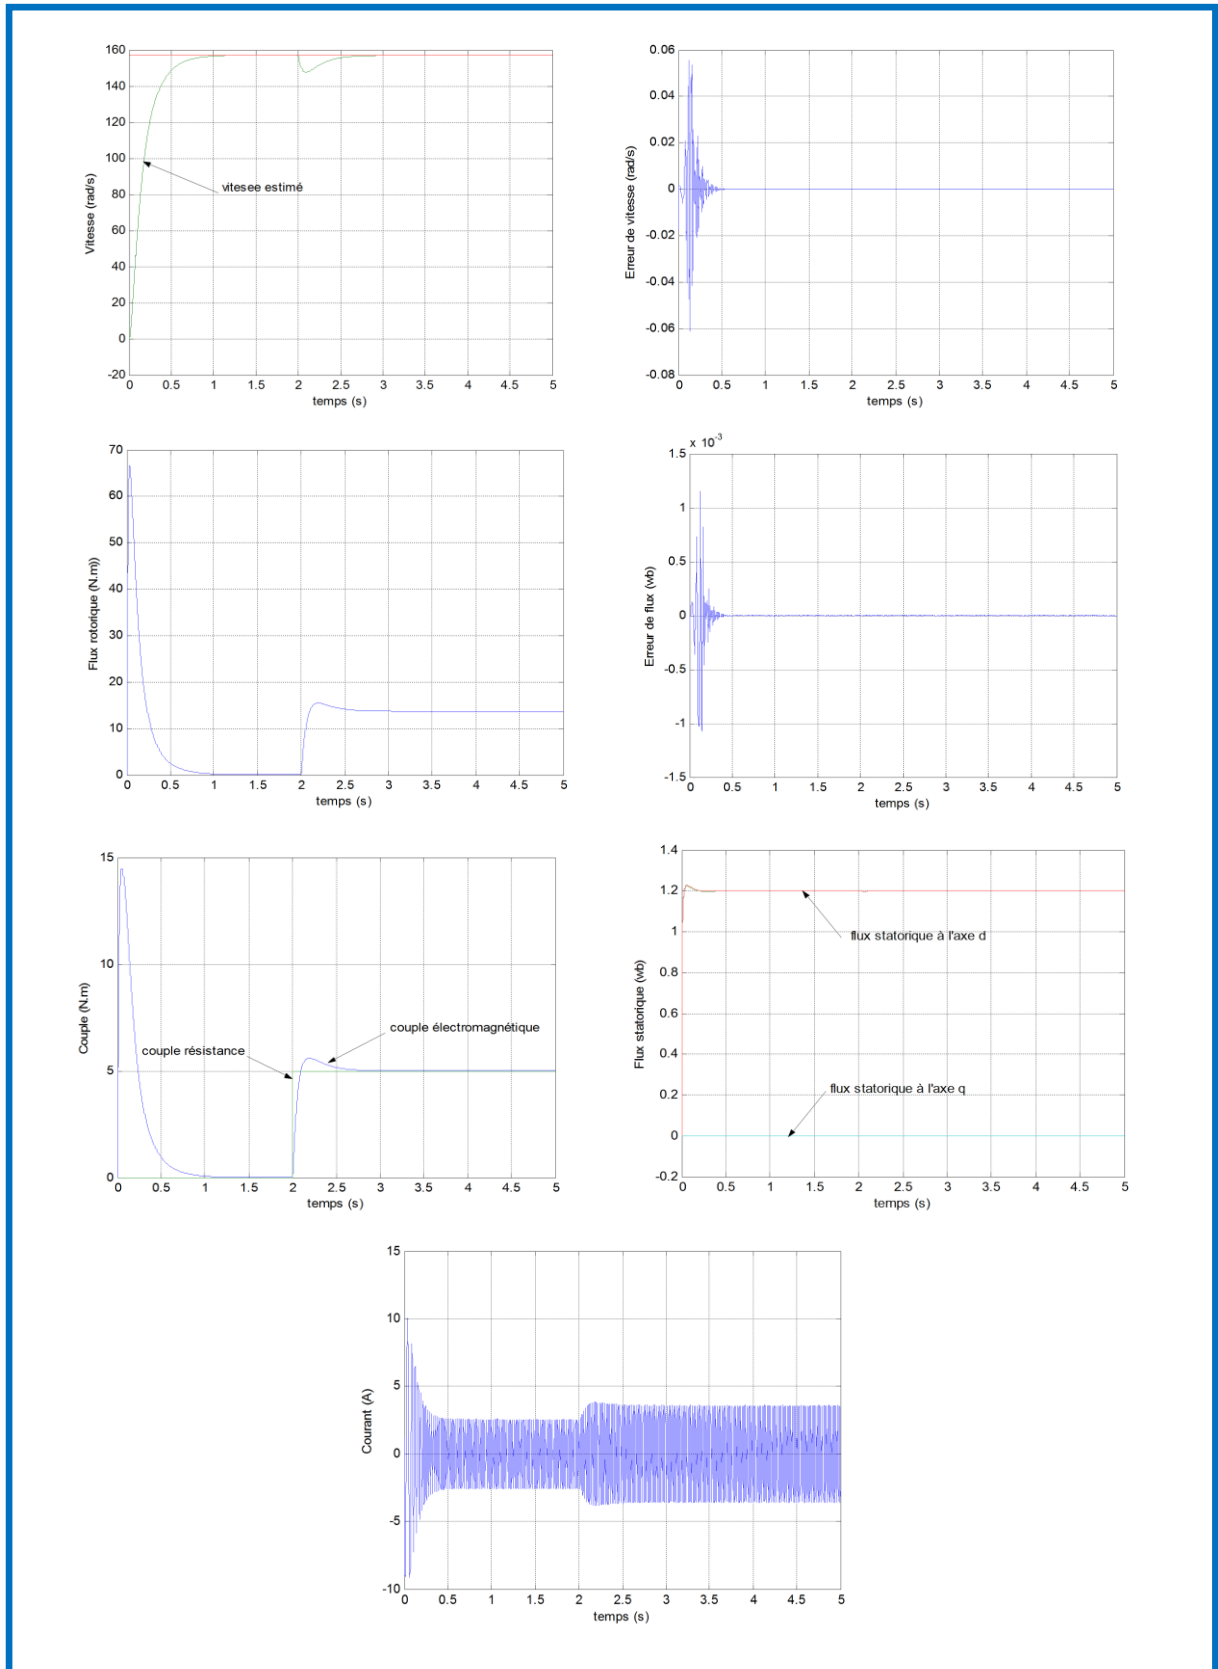 160
140
120
100
80
60
40
20
0
-20
Vitesse (rad/s)
vitesee estimé
0 0.5 1 1.5 2 2.5 3 3.5 4 4.5 5
temps (s)
0.06
0.04
0.02
0
-0.02
-0.04
-0.06
-0.08
Erreur de vitesse (rad/s)
0 0.5 1 1.5 2 2.5 3 3.5 4 4.5 5
temps (s)
70
60
50
40
30
20
10
0
Flux rotorique (N.m))
0 0.5 1 1.5 2 2.5 3 3.5 4 4.5 5
temps (s)
x 10^-3
1.5
1
0.5
0
-0.5
-1
-1.5
Erreur de flux (wb)
0 0.5 1 1.5 2 2.5 3 3.5 4 4.5 5
temps (s)
15
10
5
0
Couple (N.m)
couple électromagnétique
couple résistance
0 0.5 1 1.5 2 2.5 3 3.5 4 4.5 5
temps (s)
1.4
1.2
1
0.8
0.6
0.4
0.2
0
-0.2
Flux statorique (wb)
flux statorique à l'axe d
flux statorique à l'axe q
0 0.5 1 1.5 2 2.5 3 3.5 4 4.5 5
temps (s)
15
10
5
0
-5
-10
Courant (A)
0 0.5 1 1.5 2 2.5 3 3.5 4 4.5 5
temps (s)